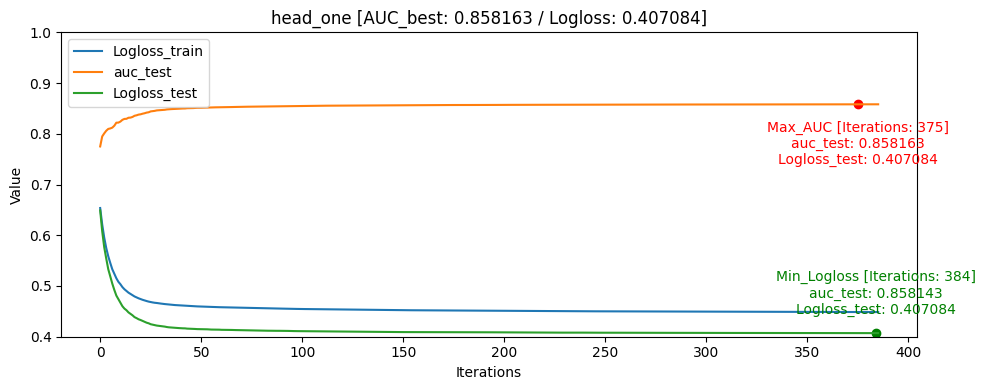 head_one [AUC_best: 0.858163 / Logloss: 0.407084]
Logloss_train
auc_test
Logloss_test
1.0
0.9
0.8
0.7
0.6
0.5
0.4
Value
Max_AUC [Iterations: 375]
auc_test: 0.858163
Logloss_test: 0.407084
Min_Logloss [Iterations: 384]
auc_test: 0.858143
Logloss_test: 0.407084
0
50
100
150
200
250
300
350
400
Iterations